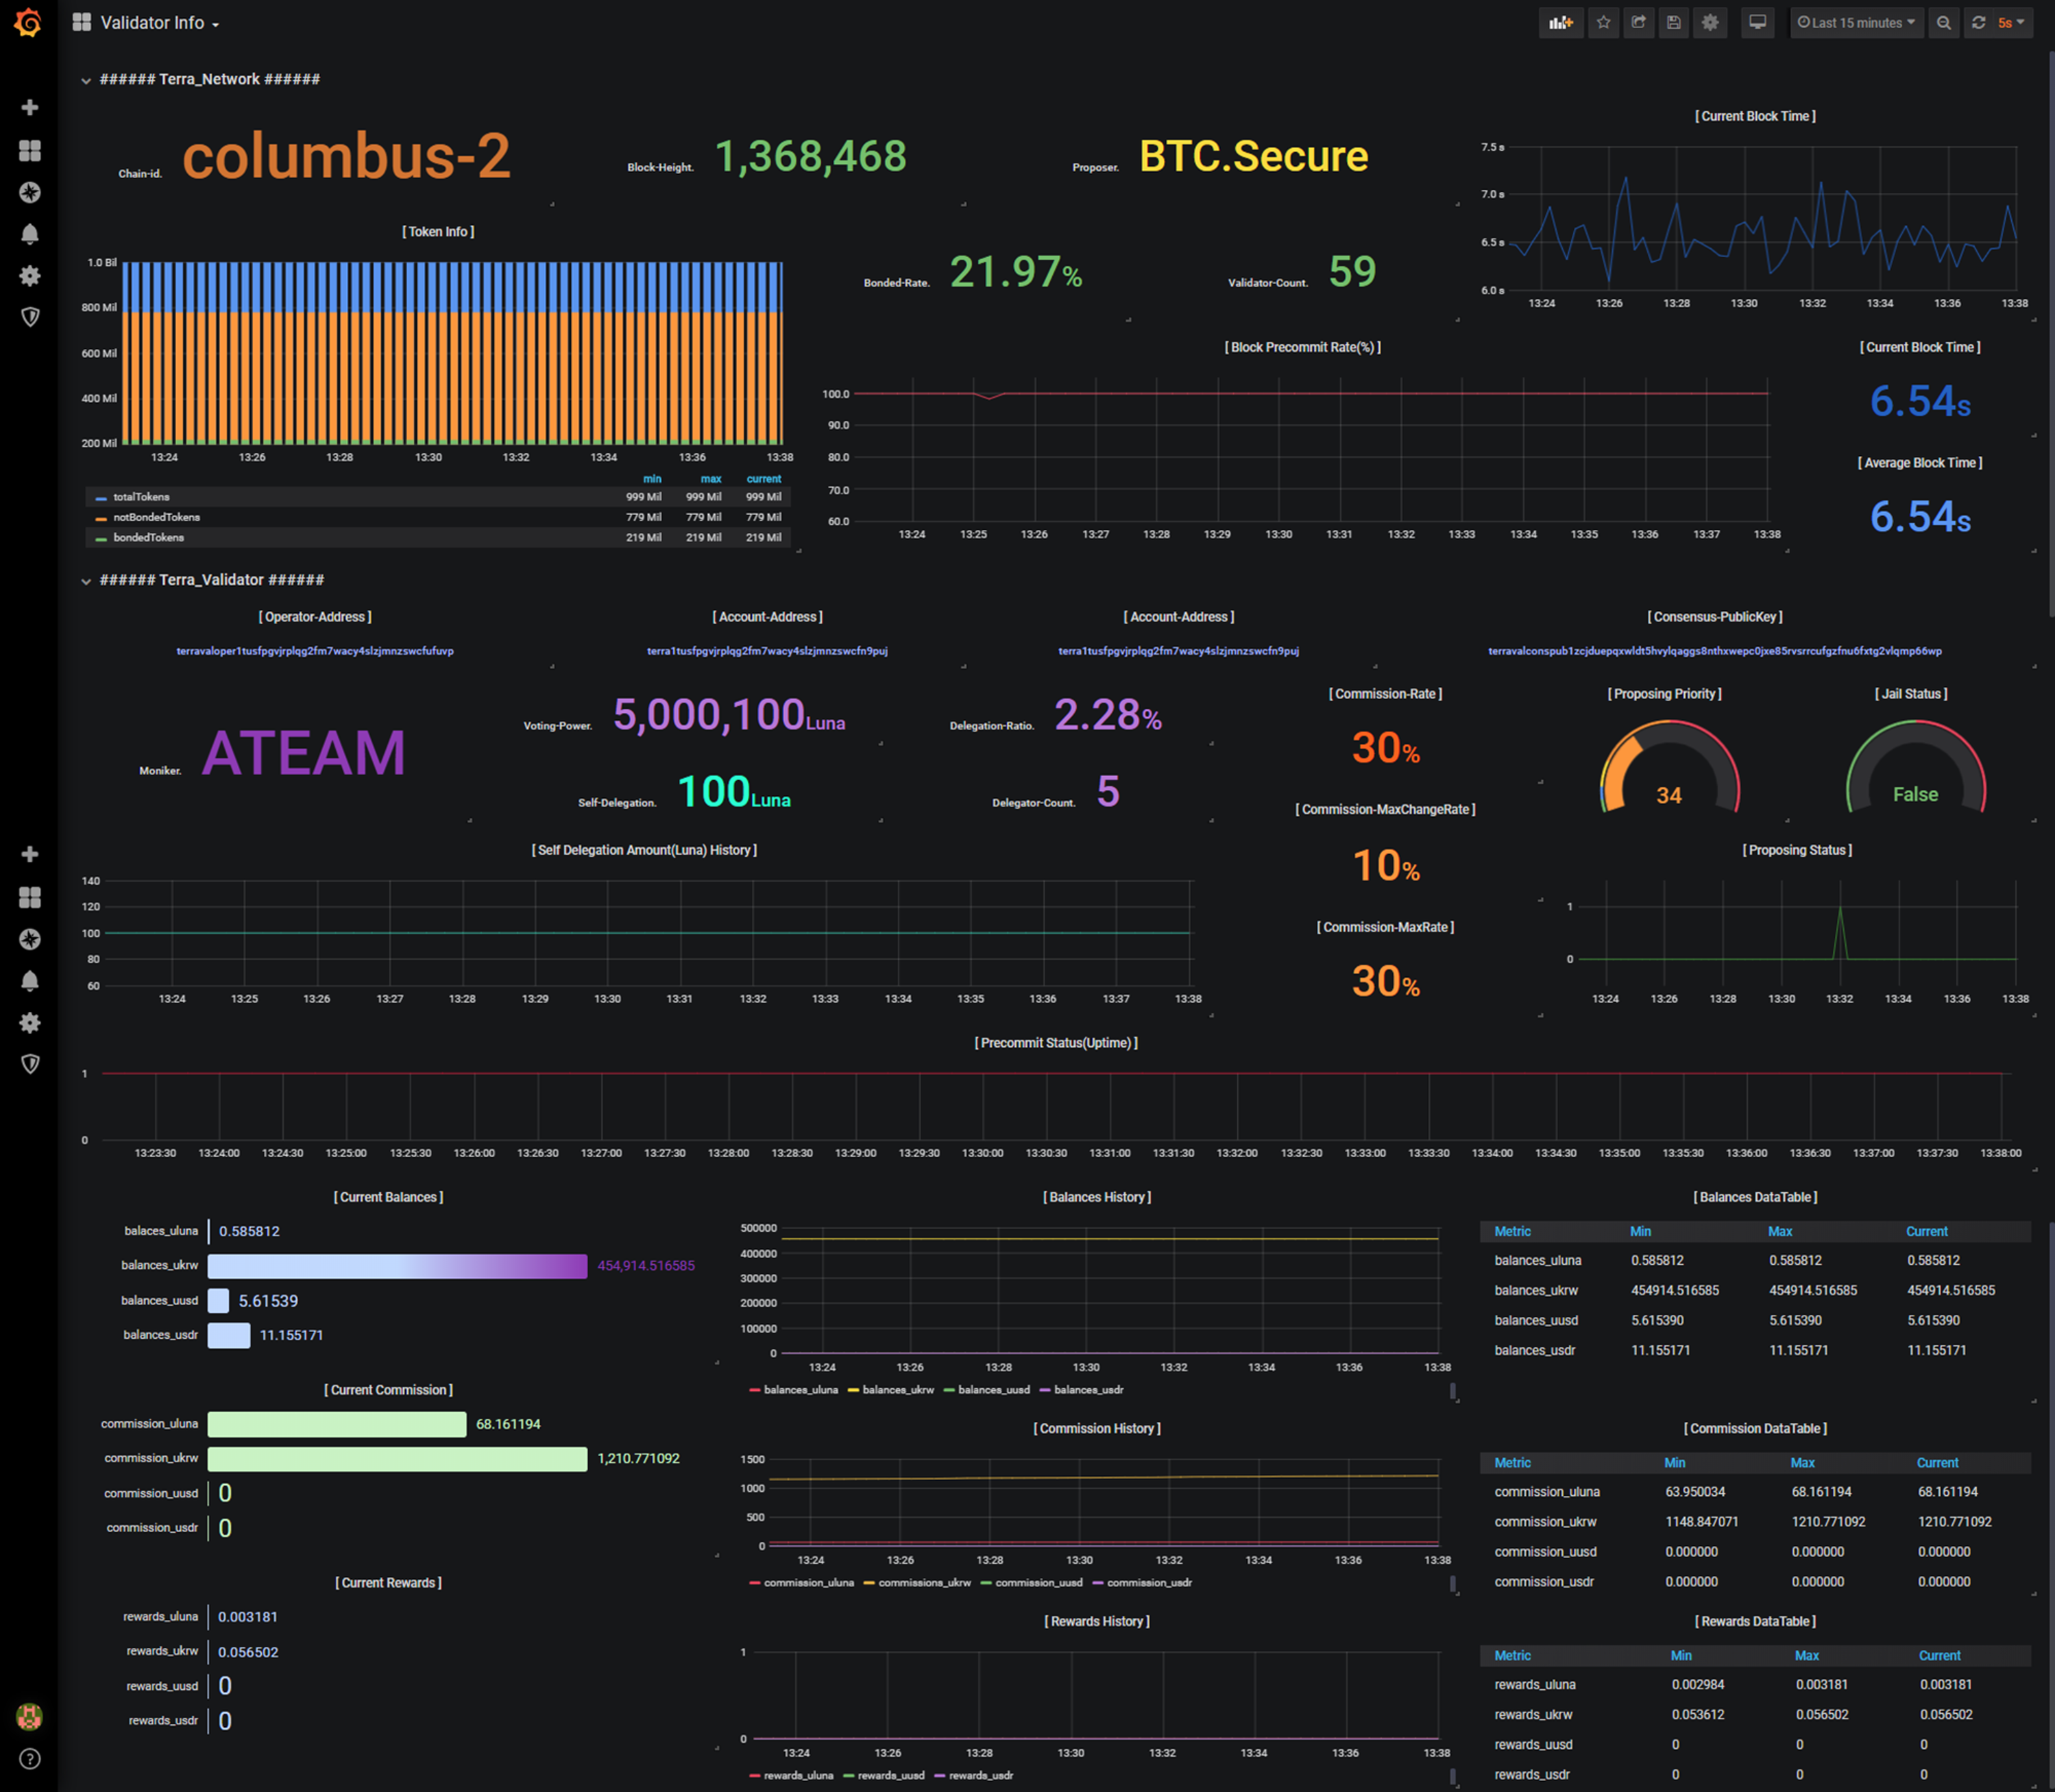 Validator Info
Last 15 minutes
5s
###### Terra_Network ######
Chain-id. columbus-2
Block-Height. 1,368,468
Proposer. BTC.Secure
[ Current Block Time ]
7.5 s
7.0 s
6.5 s
6.0 s
13:24 13:26 13:28 13:30 13:32 13:34 13:36 13:38
[ Token Info ]
1.0 Bil
800 Mil
600 Mil
400 Mil
200 Mil
13:24 13:26 13:28 13:30 13:32 13:34 13:36 13:38
min max current
totalTokens 999 Mil 999 Mil 999 Mil
notBondedTokens 779 Mil 779 Mil 779 Mil
bondedTokens 219 Mil 219 Mil 219 Mil
Bonded-Rate. 21.97%
Validator-Count. 59
[ Block Precommit Rate(%) ]
100.0
90.0
80.0
70.0
60.0
13:24 13:25 13:26 13:27 13:28 13:29 13:30 13:31 13:32 13:33 13:34 13:35 13:36 13:37 13:38
[ Current Block Time ]
6.54s
[ Average Block Time ]
6.54s
###### Terra_Validator ######
[ Operator-Address ]
terravaloper1tusfpgvjrplqg2fm7wacy4slzjmnzswcfufuvp
[ Account-Address ]
terra1tusfpgvjrplqg2fm7wacy4slzjmnzswcfn9puj
[ Account-Address ]
terra1tusfpgvjrplqg2fm7wacy4slzjmnzswcfn9puj
[ Consensus-PublicKey ]
terravalconspub1zcjduepqxwldt5hvylqaggs8nthxwepc0jxe85rvsrrcufgzfnu6fxtg2vlqmp66wp
Moniker. ATEAM
Voting-Power. 5,000,100Luna
Delegation-Ratio. 2.28%
Self-Delegation. 100Luna
Delegator-Count. 5
[ Commission-Rate ]
30%
[ Commission-MaxChangeRate ]
10%
[ Commission-MaxRate ]
30%
[ Proposing Priority ]
34
[ Jail Status ]
False
[ Self Delegation Amount(Luna) History ]
140
120
100
80
60
13:24 13:25 13:26 13:27 13:28 13:29 13:30 13:31 13:32 13:33 13:34 13:35 13:36 13:37 13:38
[ Proposing Status ]
1
0
13:24 13:26 13:28 13:30 13:32 13:34 13:36 13:38
[ Precommit Status(Uptime) ]
1
0
13:23:30 13:24:00 13:24:30 13:25:00 13:25:30 13:26:00 13:26:30 13:27:00 13:27:30 13:28:00 13:28:30 13:29:00 13:29:30 13:30:00 13:30:30 13:31:00 13:31:30 13:32:00 13:32:30 13:33:00 13:33:30 13:34:00 13:34:30 13:35:00 13:35:30 13:36:00 13:36:30 13:37:00 13:37:30 13:38:00
[ Current Balances ]
balaces_uluna 0.585812
balances_ukrw 454,914.516585
balances_uusd 5.61539
balances_usdr 11.155171
[ Balances History ]
500000
400000
300000
200000
100000
0
13:24 13:26 13:28 13:30 13:32 13:34 13:36 13:38
balances_uluna balances_ukrw balances_uusd balances_usdr
[ Balances DataTable ]
Metric Min Max Current
balances_uluna 0.585812 0.585812 0.585812
balances_ukrw 454914.516585 454914.516585 454914.516585
balances_uusd 5.615390 5.615390 5.615390
balances_usdr 11.155171 11.155171 11.155171
[ Current Commission ]
commission_uluna 68.161194
commission_ukrw 1,210.771092
commission_uusd 0
commission_usdr 0
[ Commission History ]
1500
1000
500
0
13:24 13:26 13:28 13:30 13:32 13:34 13:36 13:38
commission_uluna commissions_ukrw commission_uusd commission_usdr
[ Commission DataTable ]
Metric Min Max Current
commission_uluna 63.950034 68.161194 68.161194
commission_ukrw 1148.847071 1210.771092 1210.771092
commission_uusd 0.000000 0.000000 0.000000
commission_usdr 0.000000 0.000000 0.000000
[ Current Rewards ]
rewards_uluna 0.003181
rewards_ukrw 0.056502
rewards_uusd 0
rewards_usdr 0
[ Rewards History ]
1
0
13:24 13:26 13:28 13:30 13:32 13:34 13:36 13:38
rewards_uluna rewards_uusd rewards_usdr
[ Rewards DataTable ]
Metric Min Max Current
rewards_uluna 0.002984 0.003181 0.003181
rewards_ukrw 0.053612 0.056502 0.056502
rewards_uusd 0 0 0
rewards_usdr 0 0 0